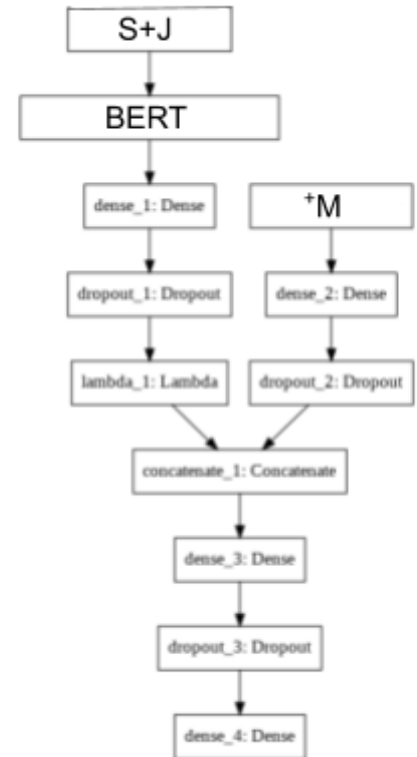 S+J
BERT
dense_1: Dense
+M
dropout_1: Dropout
dense_2: Dense
lambda_1: Lambda
dropout_2: Dropout
concatenate_1: Concatenate
dense_3: Dense
dropout_3: Dropout
dense_4: Dense